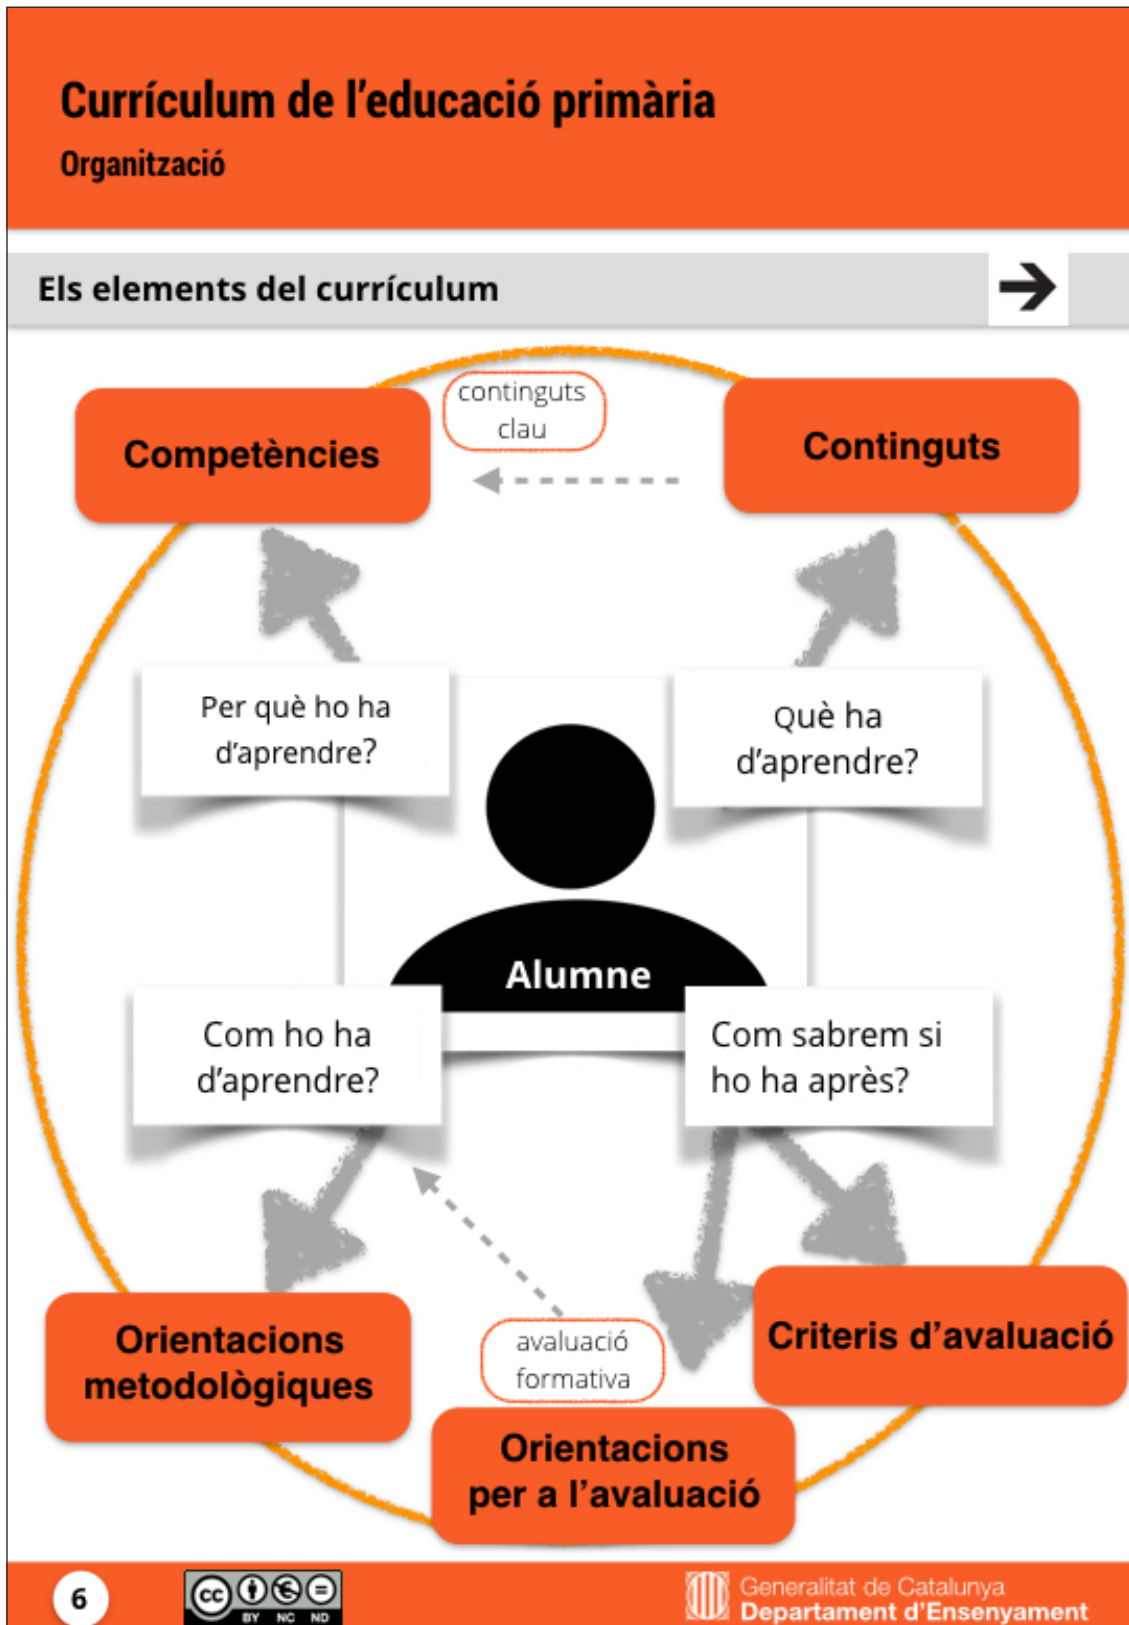 Currículum de l'educació primària
Organització
Els elements del currículum
continguts
clau
Competències
Continguts
Per què ho ha
d'aprendre?
Què ha
d'aprendre?
Alumne
Com ho ha
d'aprendre?
Com sabrem si
ho ha après?
Orientacions
metodològiques
avaluació
formativa
Criteris d'avaluació
Orientacions
per a l'avaluació
6
cc
BY NC ND
Generalitat de Catalunya
Departament d'Ensenyament